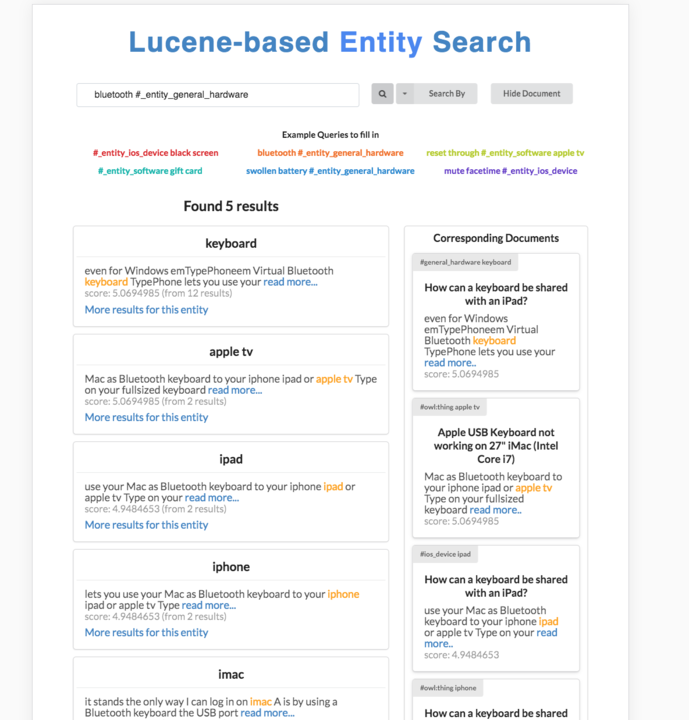 Lucene-based Entity Search
bluetooth #_entity_general_hardware
Search By
Hide Document
Example Queries to fill in
#_entity_ios_device black screen
bluetooth #_entity_general_hardware
reset through #_entity_software apple tv
#_entity_software gift card
swollen battery #_entity_general_hardware
mute facetime #_entity_ios_device
Found 5 results
keyboard
even for Windows emTypePhoneem Virtual Bluetooth
keyboard TypePhone lets you use your read more...
score: 5.0694985 (from 12 results)
More results for this entity
apple tv
Mac as Bluetooth keyboard to your iphone ipad or apple tv Type
on your fullsized keyboard read more...
score: 5.0694985 (from 2 results)
More results for this entity
ipad
use your Mac as Bluetooth keyboard to your iphone ipad or
apple tv Type on your read more...
score: 4.9484653 (from 2 results)
More results for this entity
iphone
lets you use your Mac as Bluetooth keyboard to your iphone
ipad or apple tv Type read more...
score: 4.9484653 (from 2 results)
More results for this entity
imac
it stands the only way I can log in on imac A is by using a
Bluetooth keyboard the USB port read more...
Corresponding Documents
#general_hardware keyboard
How can a keyboard be shared
with an iPad?
even for Windows
emTypePhoneem Virtual
Bluetooth keyboard
TypePhone lets you use your
read more..
score: 5.0694985
#owl:thing apple tv
Apple USB Keyboard not
working on 27" iMac (Intel
Core i7)
Mac as Bluetooth keyboard to
your iphone ipad or apple tv
Type on your fullsized
keyboard read more..
score: 5.0694985
#ios_device ipad
How can a keyboard be shared
with an iPad?
use your Mac as Bluetooth
keyboard to your iphone ipad
or apple tv Type on your read
more..
score: 4.9484653
#owl:thing iphone
How can a keyboard be shared